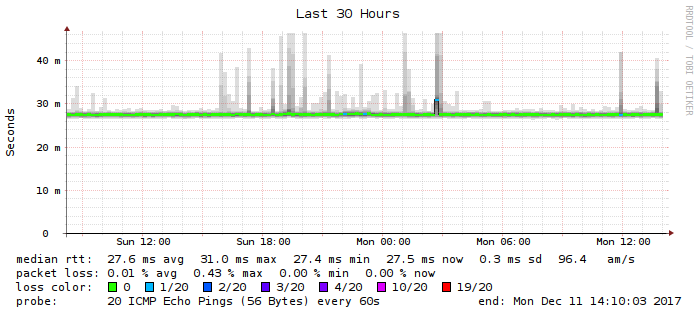 Last 30 Hours
RRDTOOL / TOBI OETIKER
Seconds
40 m
30 m
20 m
10 m
0
Sun 12:00 Sun 18:00 Mon 00:00 Mon 06:00 Mon 12:00
median rtt: 27.6 ms avg 31.0 ms max 27.4 ms min 27.5 ms now 0.3 ms sd 96.4 am/s
packet loss: 0.01 % avg 0.43 % max 0.00 % min 0.00 % now
loss color: 0 1/20 2/20 3/20 4/20 10/20 19/20
probe: 20 ICMP Echo Pings (56 Bytes) every 60s end: Mon Dec 11 14:10:03 2017